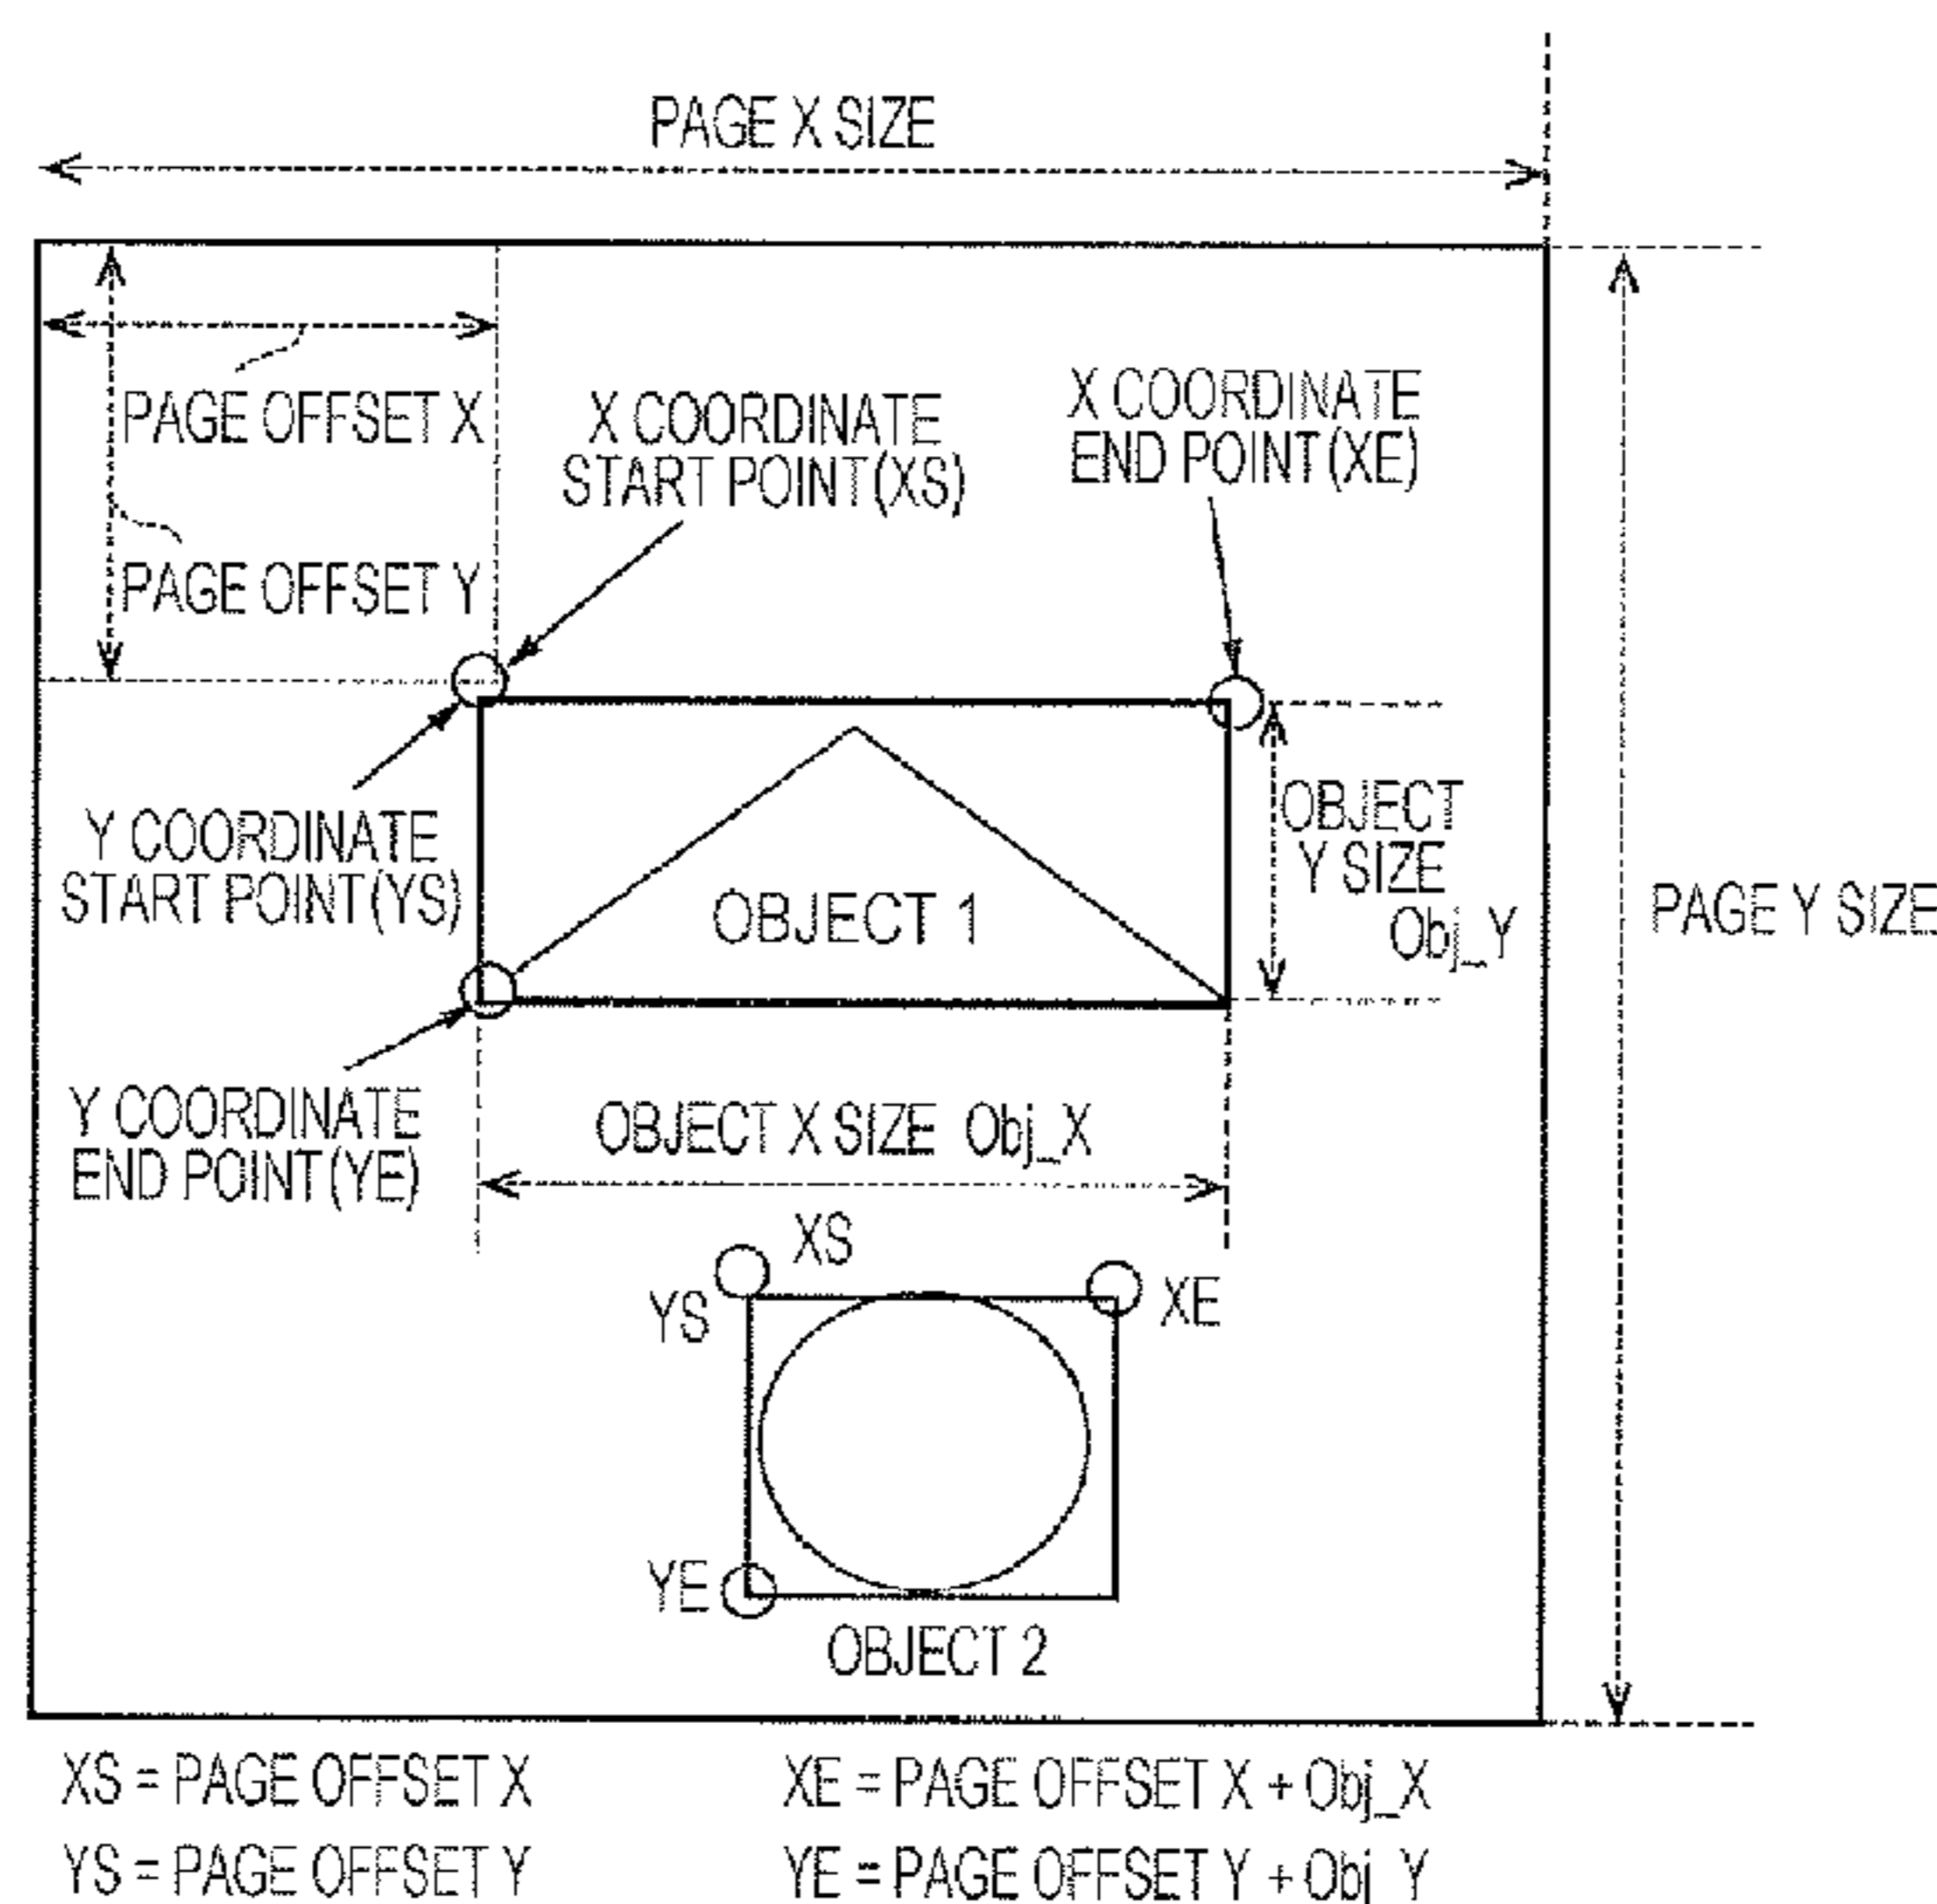 PAGE X SIZE
PAGE OFFSET X
X COORDINATE
START POINT(XS)
X COORDINATE
END POINT(XE)
PAGE OFFSET Y
Y COORDINATE
START POINT(YS)
OBJECT 1
OBJECT
Y SIZE
Obj_Y
PAGE Y SIZE
Y COORDINATE
END POINT(YE)
OBJECT X SIZE Obj_X
XS
YS
XE
YE
OBJECT 2
XS = PAGE OFFSET X
XE = PAGE OFFSET X + Obj_X
YS = PAGE OFFSET Y
YE = PAGE OFFSET Y + Obj_Y